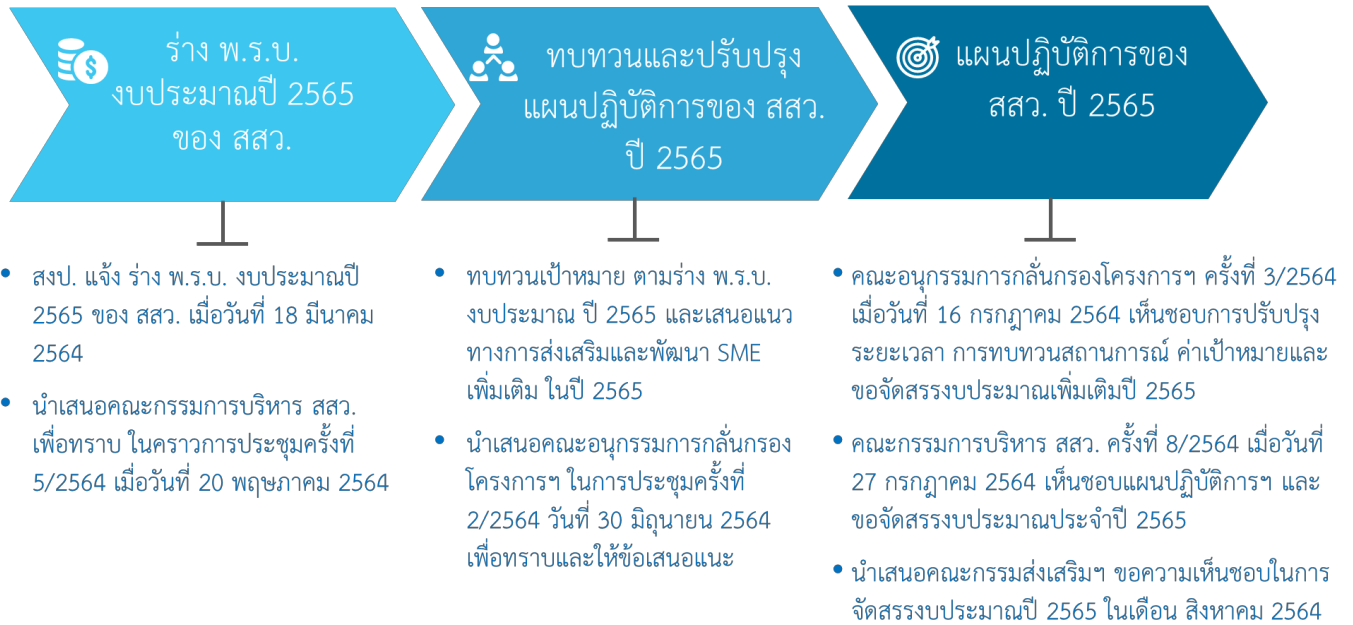 ร่าง พ.ร.บ.
งบประมาณปี 2565
ของ สสว.
ทบทวนและปรับปรุง
แผนปฏิบัติการของ สสว.
ปี 2565
แผนปฏิบัติการของ
สสว. ปี 2565
• สงป. แจ้ง ร่าง พ.ร.บ. งบประมาณปี
2565 ของ สสว. เมื่อวันที่ 18 มีนาคม
2564
• นำเสนอคณะกรรมการบริหาร สสว.
เพื่อทราบ ในคราวการประชุมครั้งที่
5/2564 เมื่อวันที่ 20 พฤษภาคม 2564
• ทบทวนเป้าหมาย ตามร่าง พ.ร.บ.
งบประมาณ ปี 2565 และเสนอแนว
ทางการส่งเสริมและพัฒนา SME
เพิ่มเติม ในปี 2565
• นำเสนอคณะอนุกรรมการกลั่นกรอง
โครงการฯ ในการประชุมครั้งที่
2/2564 วันที่ 30 มิถุนายน 2564
เพื่อทราบและให้ข้อเสนอแนะ
• คณะอนุกรรมการกลั่นกรองโครงการฯ ครั้งที่ 3/2564
เมื่อวันที่ 16 กรกฎาคม 2564 เห็นชอบการปรับปรุง
ระยะเวลา การทบทวนสถานการณ์ ค่าเป้าหมายและ
ขอจัดสรรงบประมาณเพิ่มเติมปี 2565
• คณะกรรมการบริหาร สสว. ครั้งที่ 8/2564 เมื่อวันที่
27 กรกฎาคม 2564 เห็นชอบแผนปฏิบัติการฯ และ
ขอจัดสรรงบประมาณประจำปี 2565
• นำเสนอคณะกรรมส่งเสริมฯ ขอความเห็นชอบในการ
จัดสรรงบประมาณปี 2565 ในเดือน สิงหาคม 2564